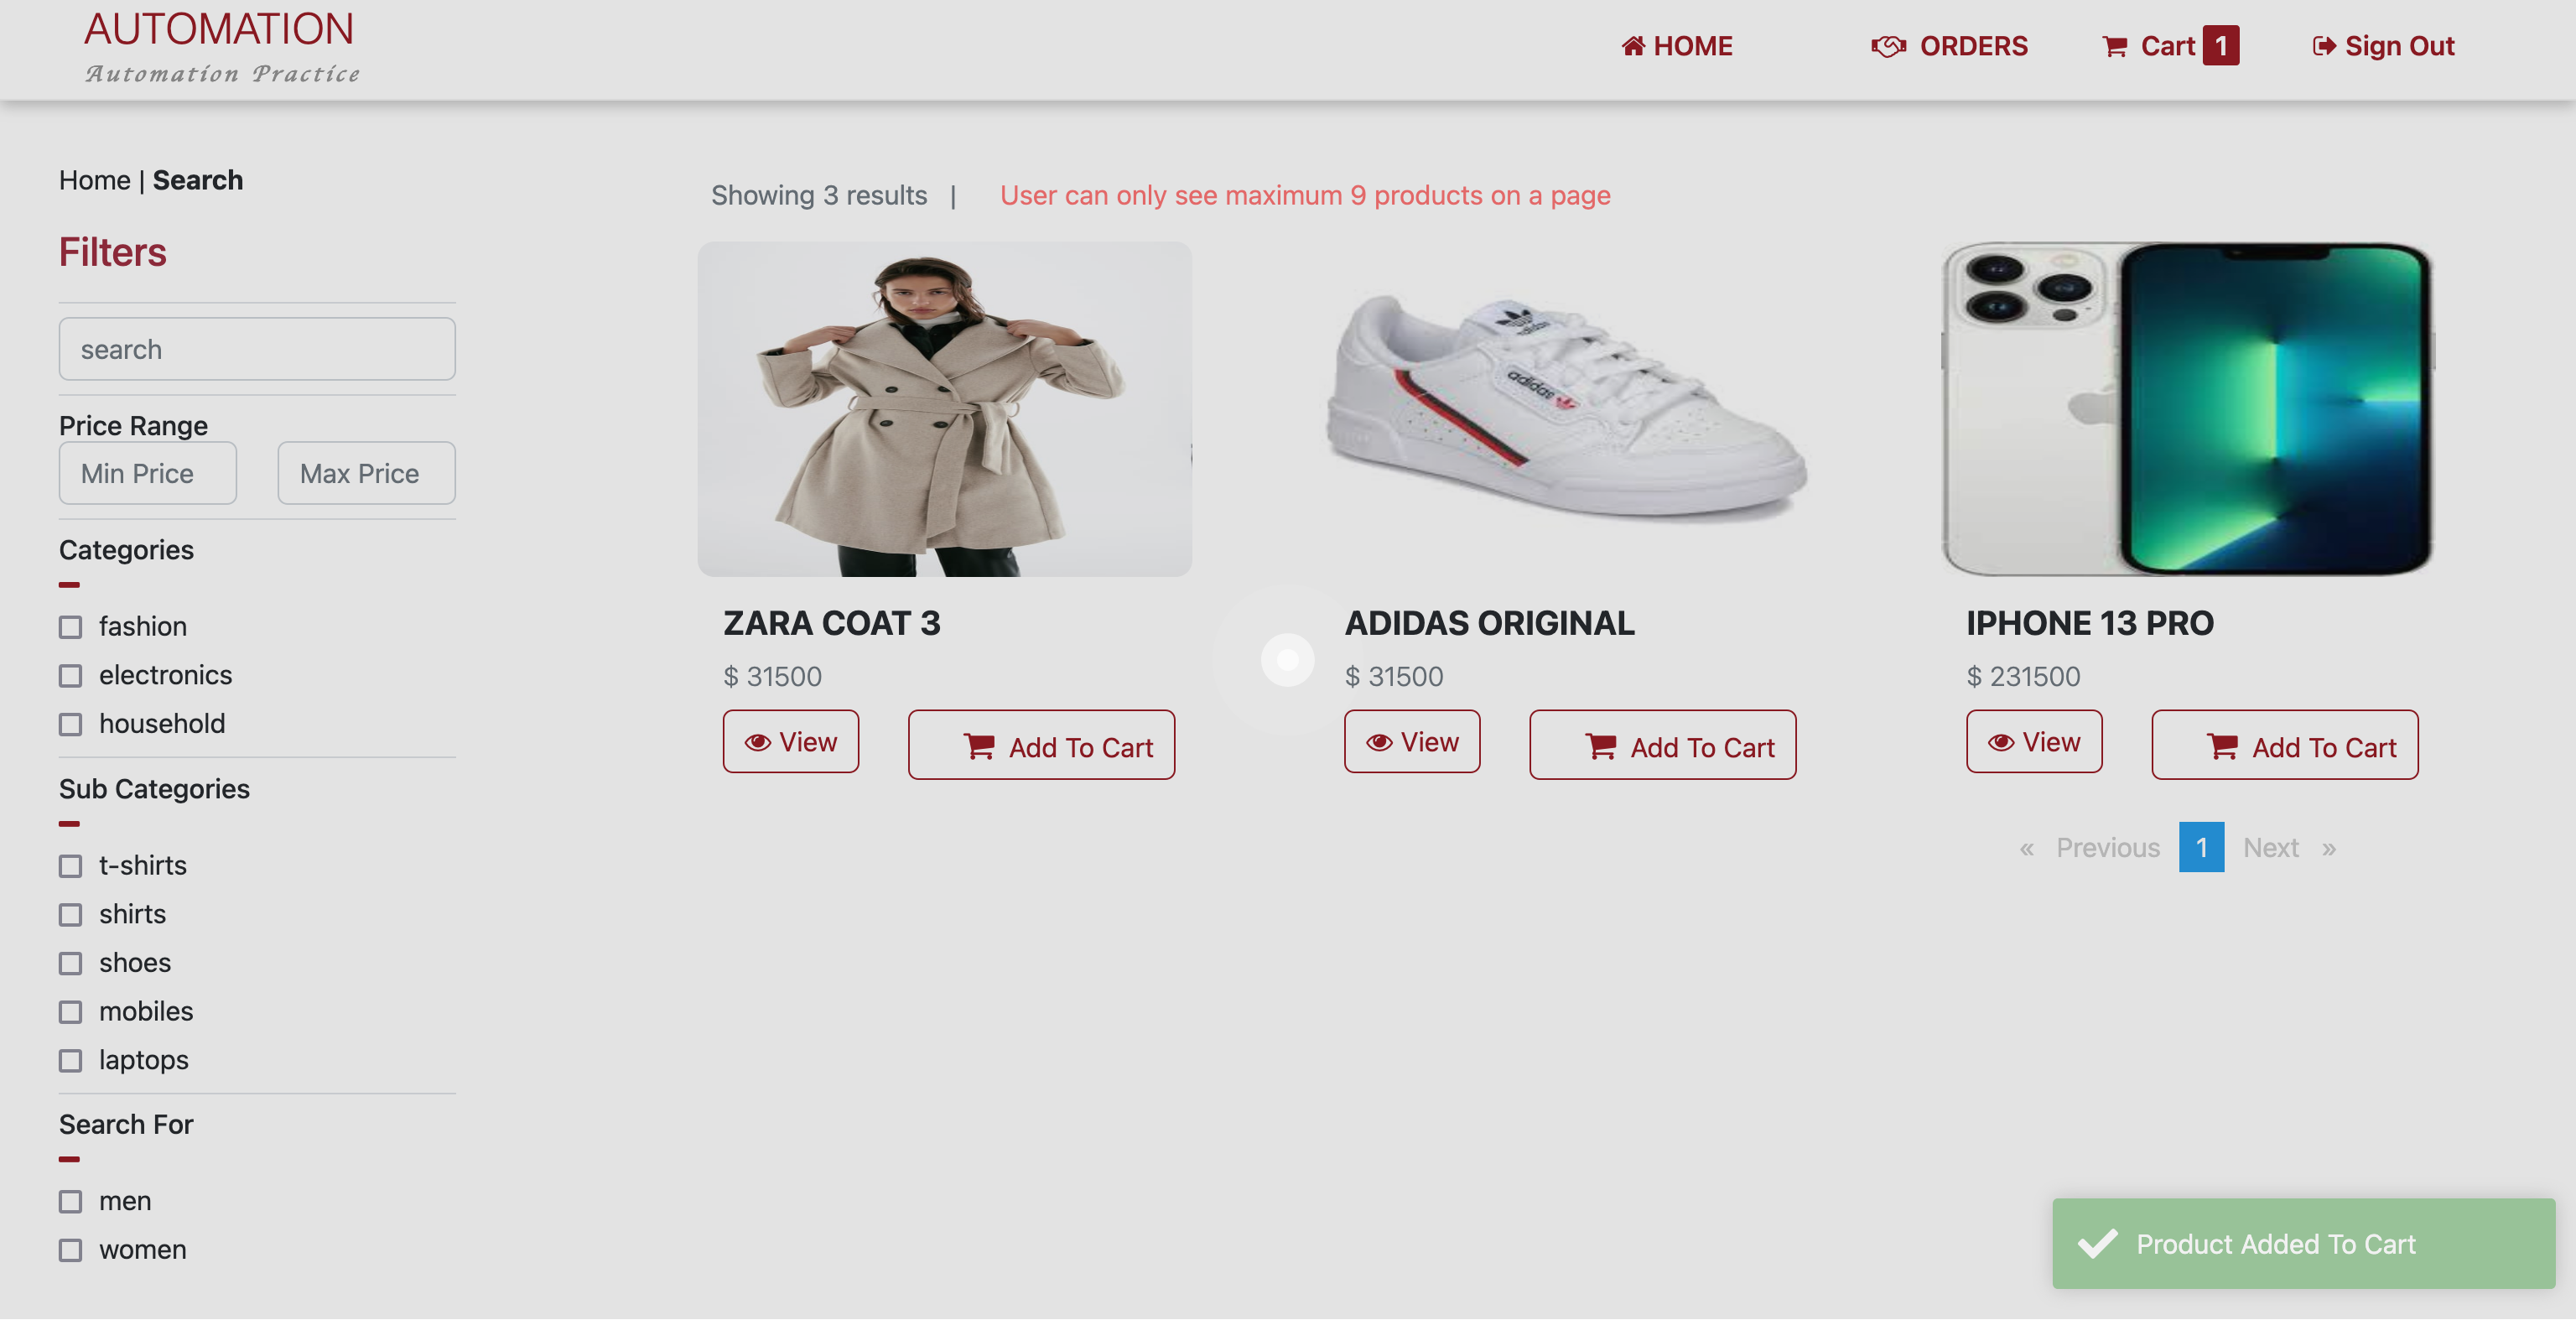 AUTOMATION
Automation Practice
HOME
ORDERS
Cart 1
Sign Out
Home | Search
Filters
search
Price Range
Min Price
Max Price
Categories
fashion
electronics
household
Sub Categories
t-shirts
shirts
shoes
mobiles
laptops
Search For
men
women
Showing 3 results |
User can only see maximum 9 products on a page
adidas
adidas
ZARA COAT 3
$ 31500
View
Add To Cart
ADIDAS ORIGINAL
$ 31500
View
Add To Cart
IPHONE 13 PRO
$ 231500
View
Add To Cart
« Previous 1 Next »
Product Added To Cart